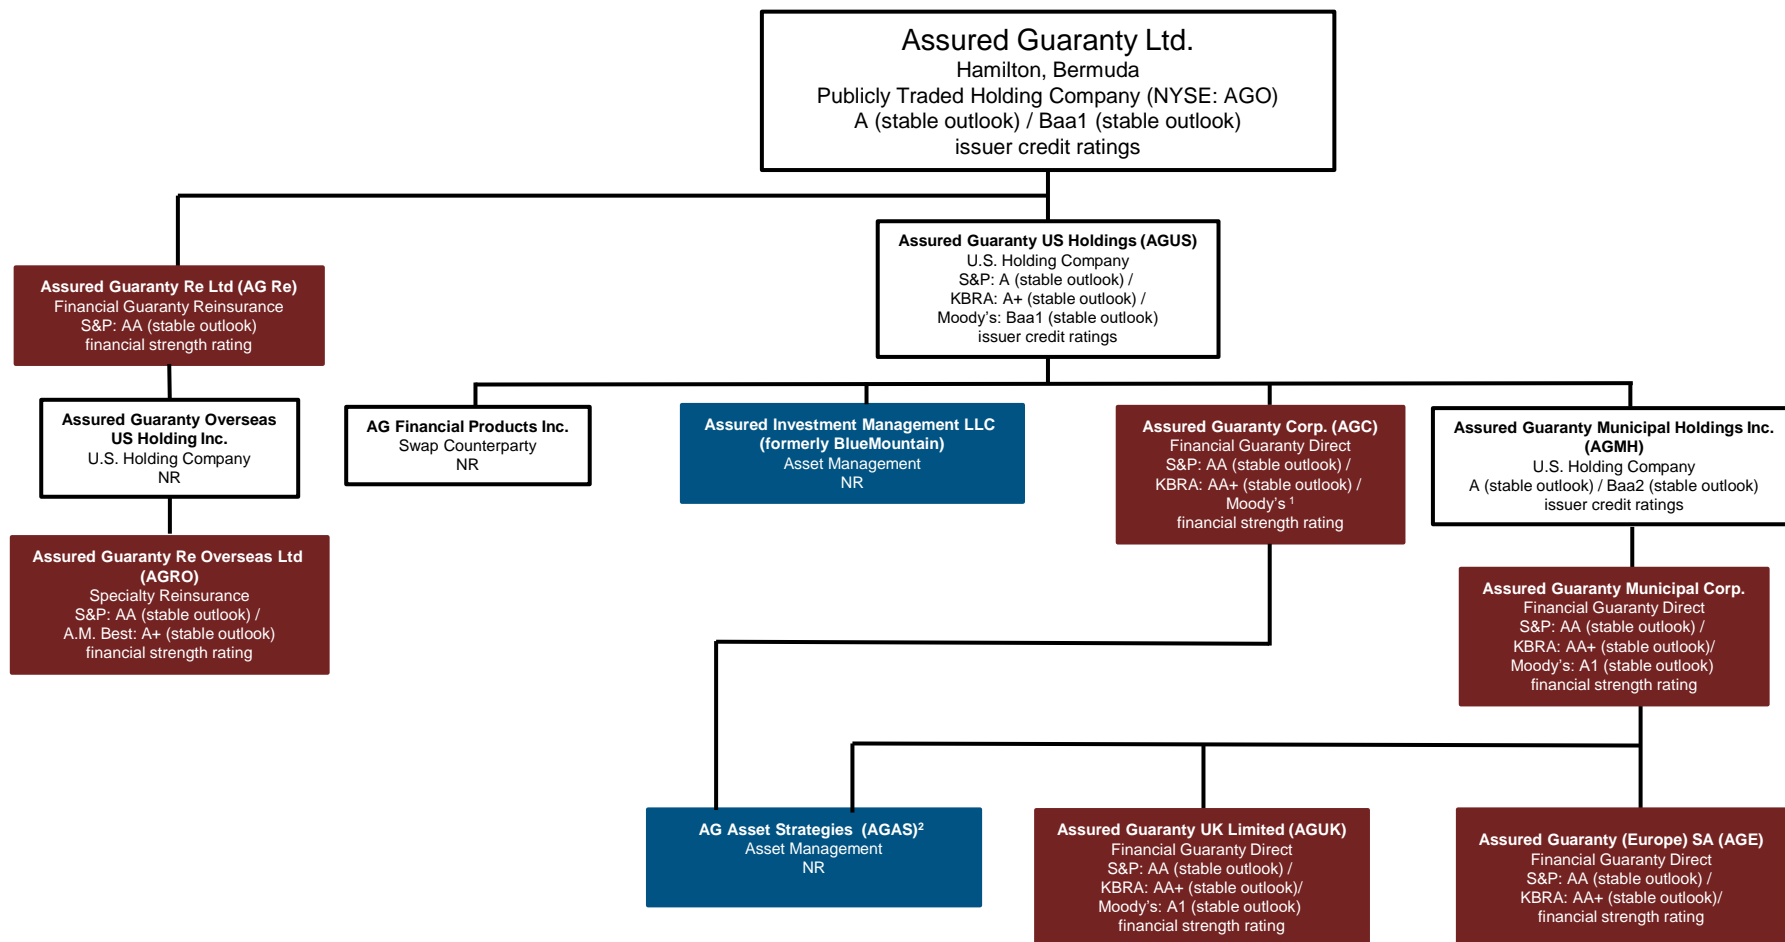 Assured Guaranty Ltd.
Hamilton, Bermuda
Publicly Traded Holding Company (NYSE: AGO)
A (stable outlook) / Baa1 (stable outlook)
issuer credit ratings
Assured Guaranty US Holdings (AGUS)
U.S. Holding Company
S&P: A (stable outlook) /
KBRA: A+ (stable outlook) /
Moody's: Baa1 (stable outlook)
issuer credit ratings
Assured Guaranty Re Ltd (AG Re)
Financial Guaranty Reinsurance
S&P: AA (stable outlook)
financial strength rating
Assured Guaranty Overseas
US Holding Inc.
U.S. Holding Company
NR
AG Financial Products Inc.
Swap Counterparty
NR
Assured Investment Management LLC
(formerly BlueMountain)
Asset Management
NR
Assured Guaranty Corp. (AGC)
Financial Guaranty Direct
S&P: AA (stable outlook) /
KBRA: AA+ (stable outlook) /
Moody's ¹
financial strength rating
Assured Guaranty Municipal Holdings Inc.
(AGMH)
U.S. Holding Company
A (stable outlook) / Baa2 (stable outlook)
issuer credit ratings
Assured Guaranty Re Overseas Ltd
(AGRO)
Specialty Reinsurance
S&P: AA (stable outlook) /
A.M. Best: A+ (stable outlook)
financial strength rating
Assured Guaranty Municipal Corp.
Financial Guaranty Direct
S&P: AA (stable outlook) /
KBRA: AA+ (stable outlook)/
Moody's: A1 (stable outlook)
financial strength rating
AG Asset Strategies (AGAS)²
Asset Management
NR
Assured Guaranty UK Limited (AGUK)
Financial Guaranty Direct
S&P: AA (stable outlook) /
KBRA: AA+ (stable outlook)/
Moody's: A1 (stable outlook)
financial strength rating
Assured Guaranty (Europe) SA (AGE)
Financial Guaranty Direct
S&P: AA (stable outlook) /
KBRA: AA+ (stable outlook)/
financial strength rating